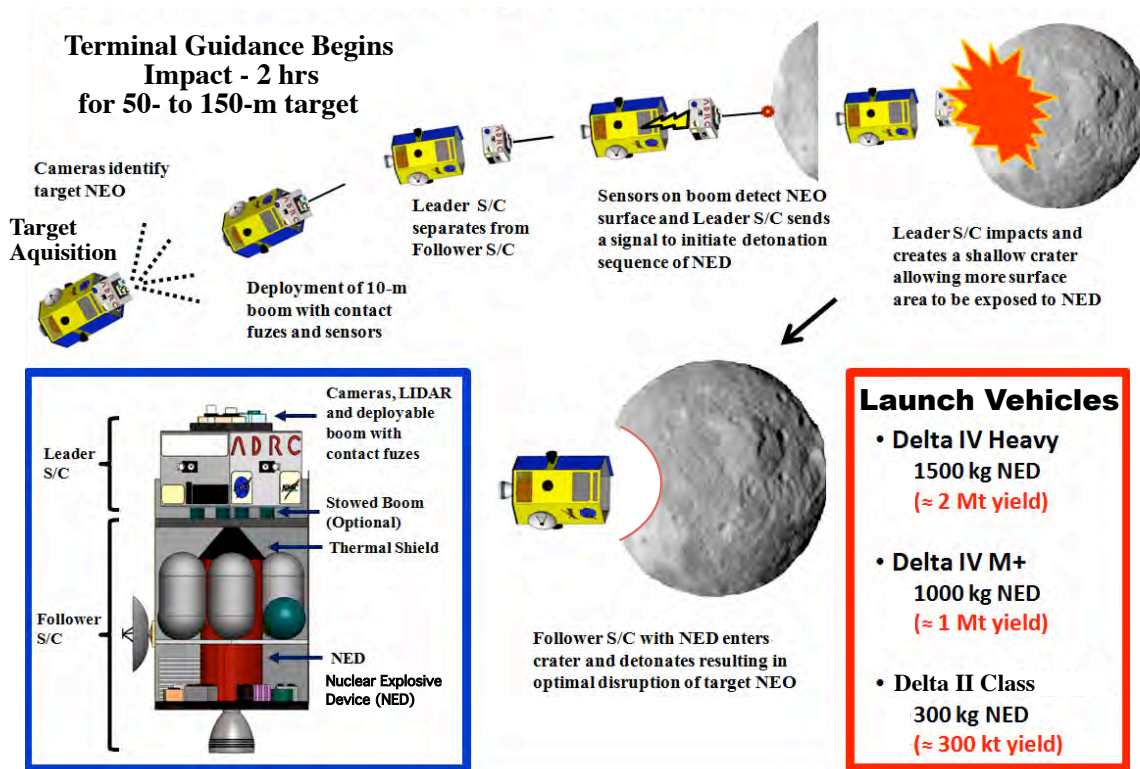 Terminal Guidance Begins
Impact - 2 hrs
for 50- to 150-m target
Cameras identify
target NEO
Target
Aquisition
ADRC
Deployment of 10-m
boom with contact
fuzes and sensors
ADRC
Leader S/C
separates from
Follower S/C
ADRC
Sensors on boom detect NEO
surface and Leader S/C sends
a signal to initiate detonation
sequence of NED
ADRC
Leader S/C impacts and
creates a shallow crater
allowing more surface
area to be exposed to NED
Follower S/C with NED enters
crater and detonates resulting in
optimal disruption of target NEO
Leader
S/C
ADRC
Cameras, LIDAR
and deployable
boom with
contact fuzes
Stowed Boom
(Optional)
Thermal Shield
Follower
S/C
NED
Nuclear Explosive
Device (NED)
Launch Vehicles
• Delta IV Heavy
1500 kg NED
(≈ 2 Mt yield)
• Delta IV M+
1000 kg NED
(≈ 1 Mt yield)
• Delta II Class
300 kg NED
(≈ 300 kt yield)